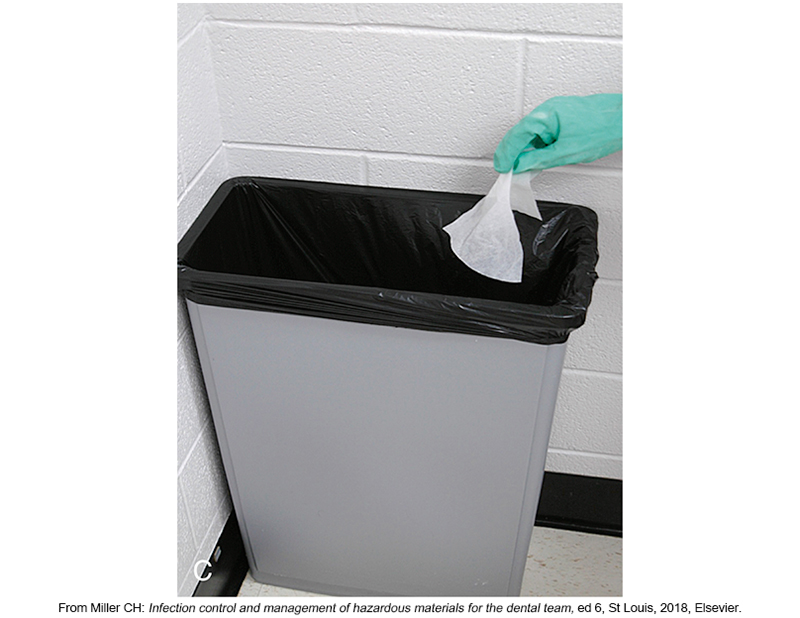 C
From Miller CH: Infection control and management of hazardous materials for the dental team, ed 6, St Louis, 2018, Elsevier.